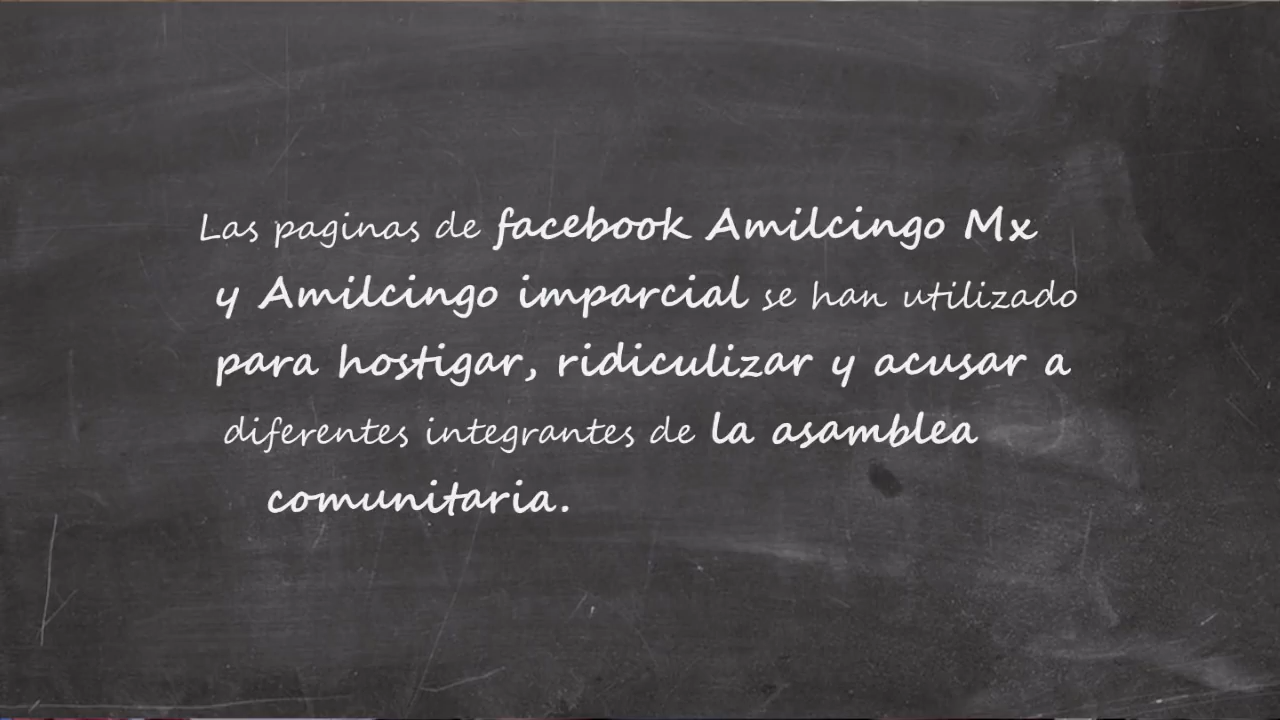 Las paginas de facebook Amilcingo Mx
y Amilcingo imparcial se han utilizado
para hostigar, ridiculizar y acusar a
diferentes integrantes de la asamblea
comunitaria.